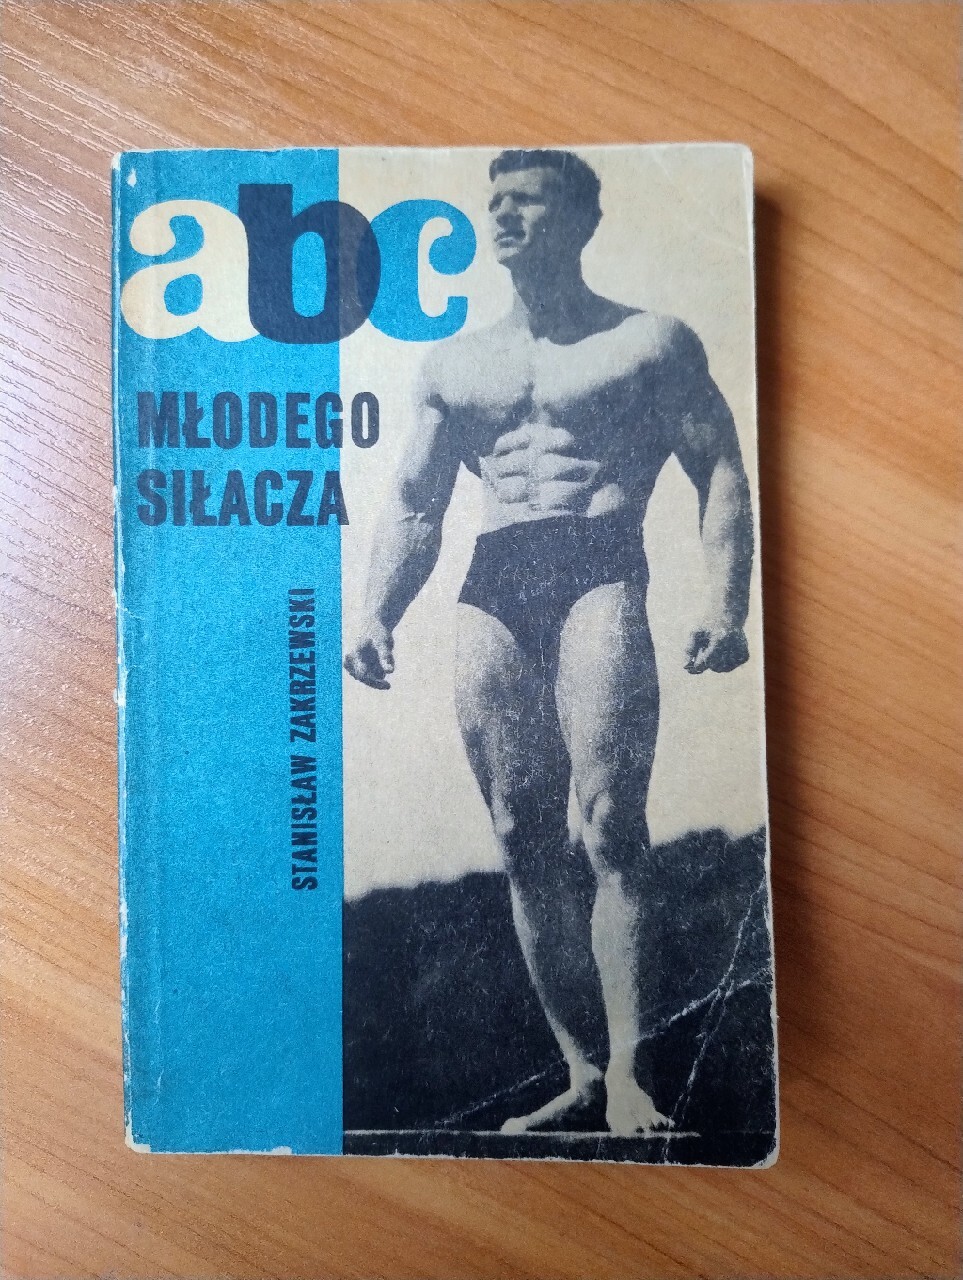 abc
MŁODEGO
SIŁACZA
STANISŁAW ZAKRZEWSKI